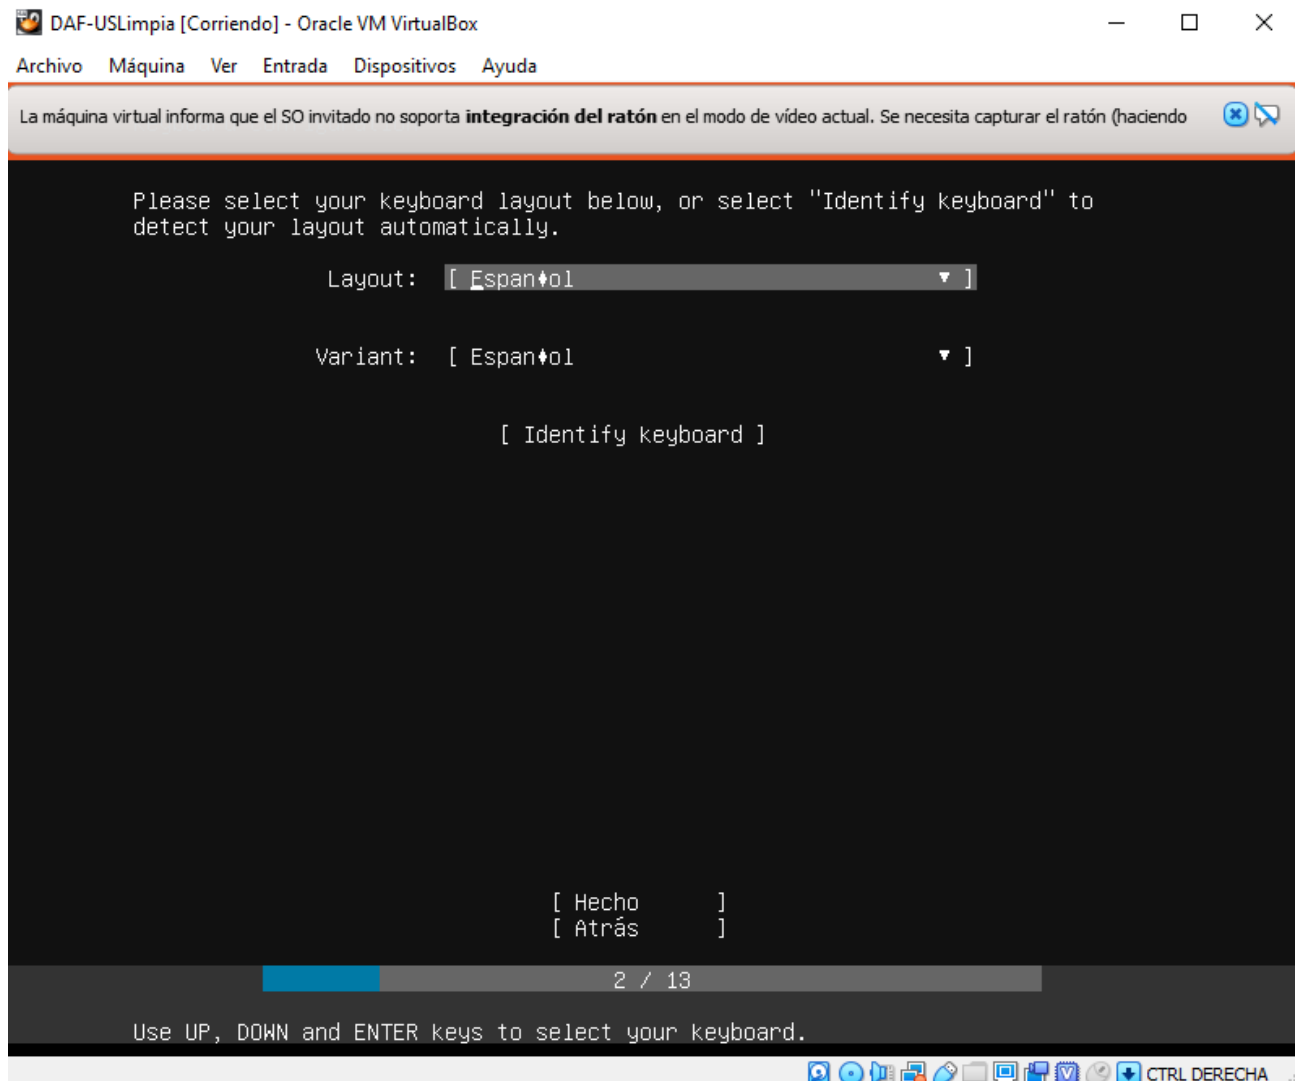 DAF-USLimpia [Corriendo] - Oracle VM VirtualBox
Archivo Máquina Ver Entrada Dispositivos Ayuda
La máquina virtual informa que el SO invitado no soporta integración del ratón en el modo de vídeo actual. Se necesita capturar el ratón (haciendo
Please select your keyboard layout below, or select "Identify keyboard" to
detect your layout automatically.
Layout: [ Espan♦ol ▼ ]
Variant: [ Espan♦ol ▼ ]
[ Identify keyboard ]
[ Hecho ]
[ Atrás ]
2 / 13
Use UP, DOWN and ENTER keys to select your keyboard.
CTRL DERECHA